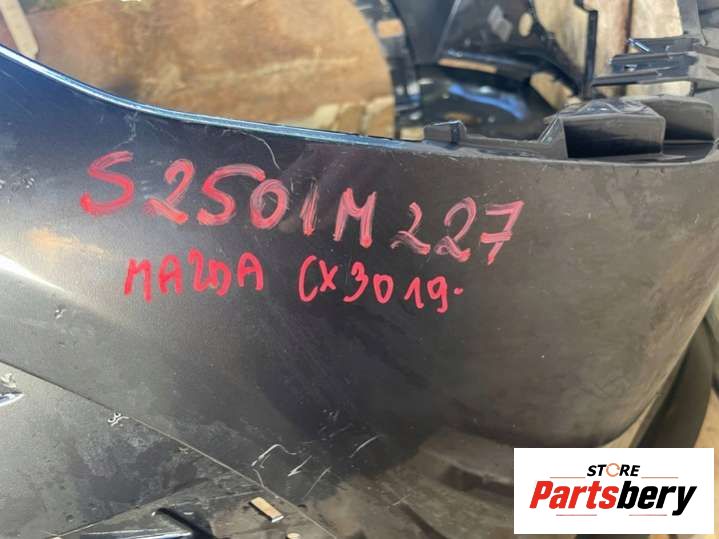 S2501M227
MAZDA CX30 19-
STORE
Partsbery